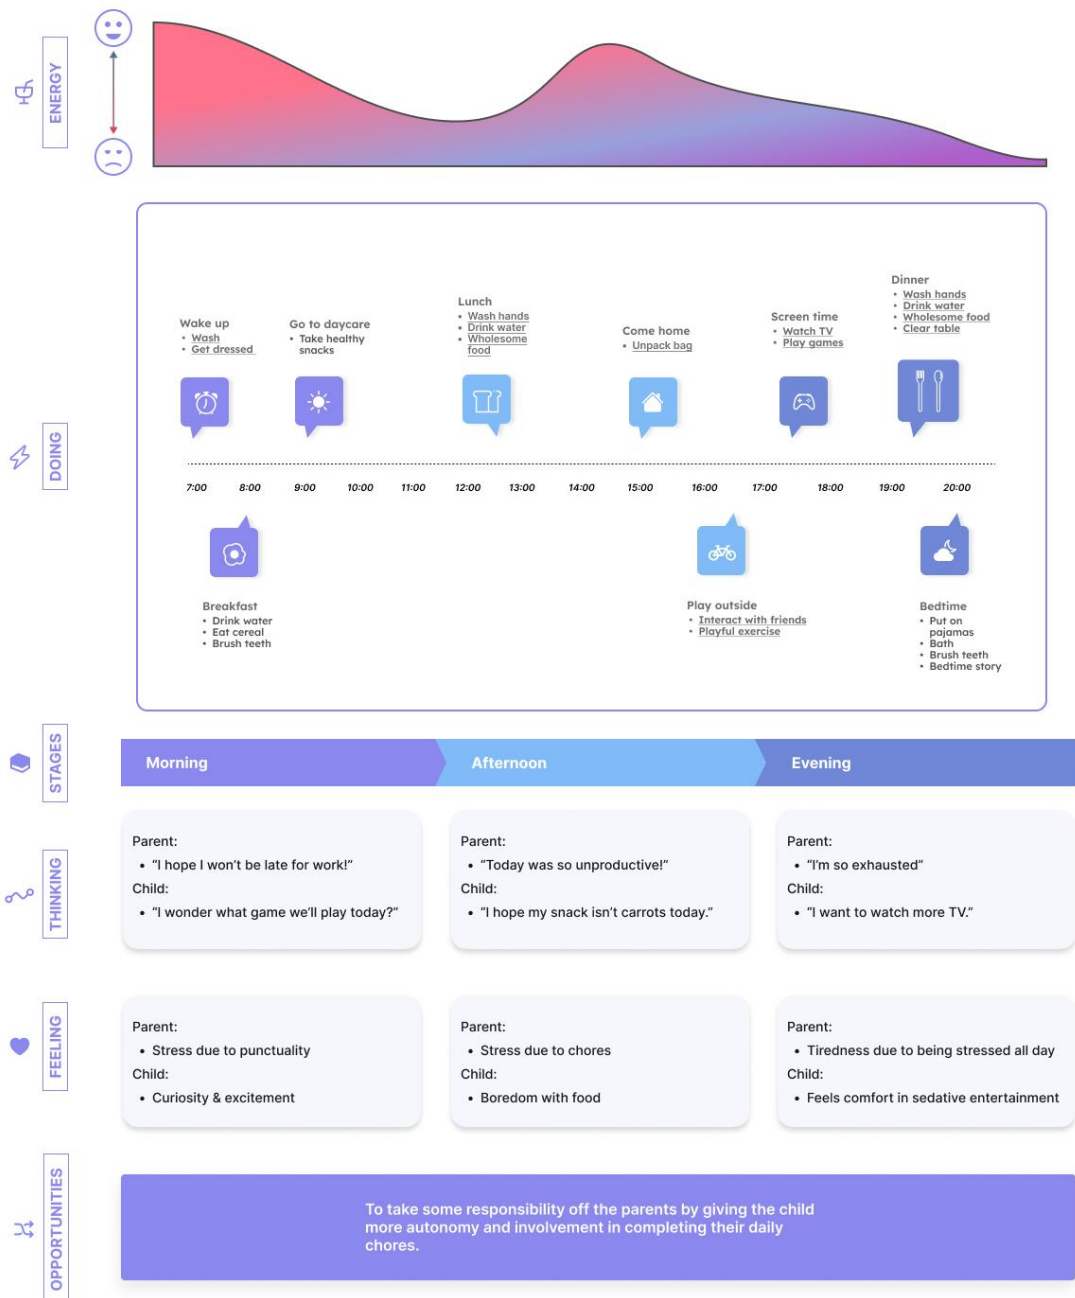 ENERGY
DOING
Wake up
• Wash
• Get dressed
Go to daycare
• Take healthy
snacks
Lunch
• Wash hands
• Drink water
• Wholesome
food
Come home
• Unpack bag
Screen time
• Watch TV
• Play games
Dinner
• Wash hands
• Drink water
• Wholesome food
• Clear table
7:00 8:00 9:00 10:00 11:00 12:00 13:00 14:00 15:00 16:00 17:00 18:00 19:00 20:00
Breakfast
• Drink water
• Eat cereal
• Brush teeth
Play outside
• Interact with friends
• Playful exercise
Bedtime
• Put on
pajamas
• Bath
• Brush teeth
• Bedtime story
STAGES
Morning
Afternoon
Evening
THINKING
Parent:
• “I hope I won’t be late for work!”
Child:
• “I wonder what game we’ll play today?”
Parent:
• “Today was so unproductive!”
Child:
• “I hope my snack isn’t carrots today.”
Parent:
• “I’m so exhausted”
Child:
• “I want to watch more TV.”
FEELING
Parent:
• Stress due to punctuality
Child:
• Curiosity & excitement
Parent:
• Stress due to chores
Child:
• Boredom with food
Parent:
• Tiredness due to being stressed all day
Child:
• Feels comfort in sedative entertainment
OPPORTUNITIES
To take some responsibility off the parents by giving the child
more autonomy and involvement in completing their daily
chores.